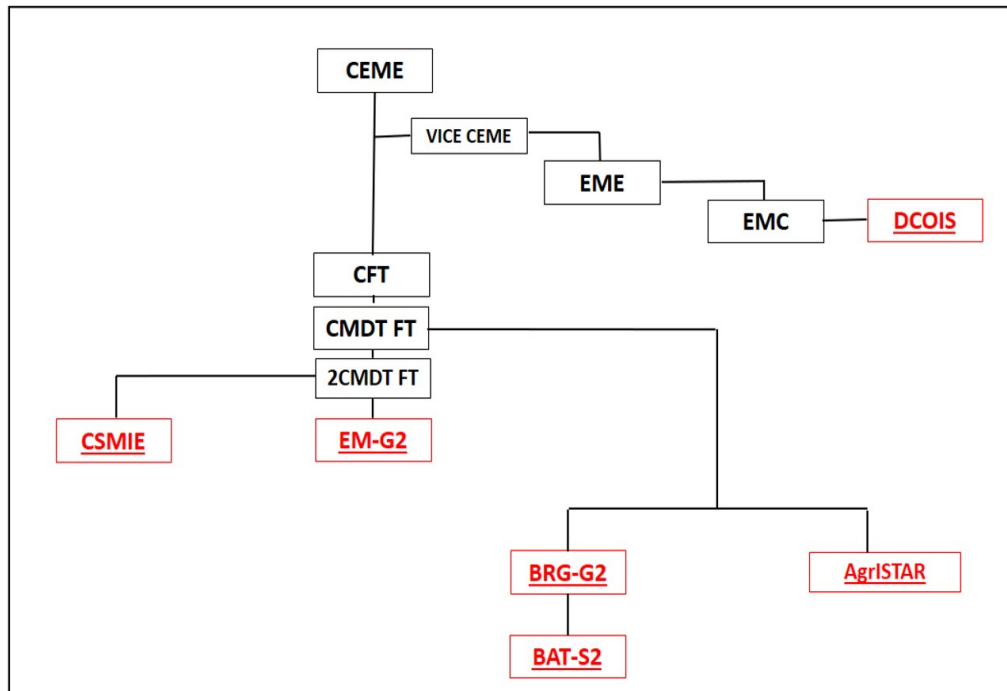 CEME
VICE CEME
EME
EMC
DCOIS
CFT
CMDT FT
2CMDT FT
CSMIE
EM-G2
BRG-G2
AgrISTAR
BAT-S2